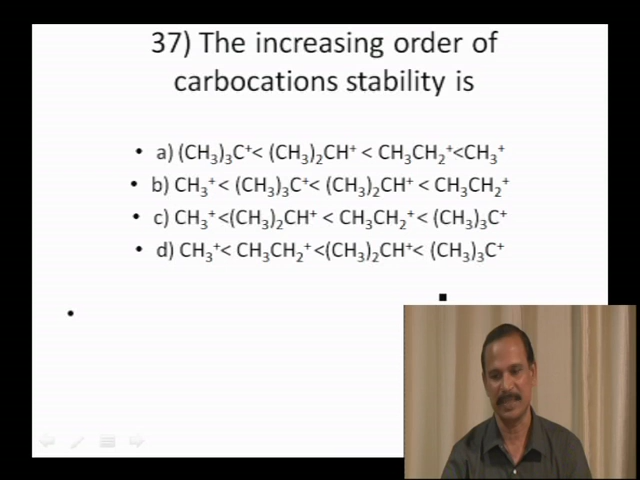 37) The increasing order of
carbocations stability is
• a) (CH₃)₃C⁺< (CH₃)₂CH⁺ < CH₃CH₂⁺<CH₃⁺
• b) CH₃⁺ < (CH₃)₃C⁺< (CH₃)₂CH⁺ < CH₃CH₂⁺
• c) CH₃⁺ <(CH₃)₂CH⁺ < CH₃CH₂⁺ < (CH₃)₃C⁺
• d) CH₃⁺< CH₃CH₂⁺ <(CH₃)₂CH⁺< (CH₃)₃C⁺